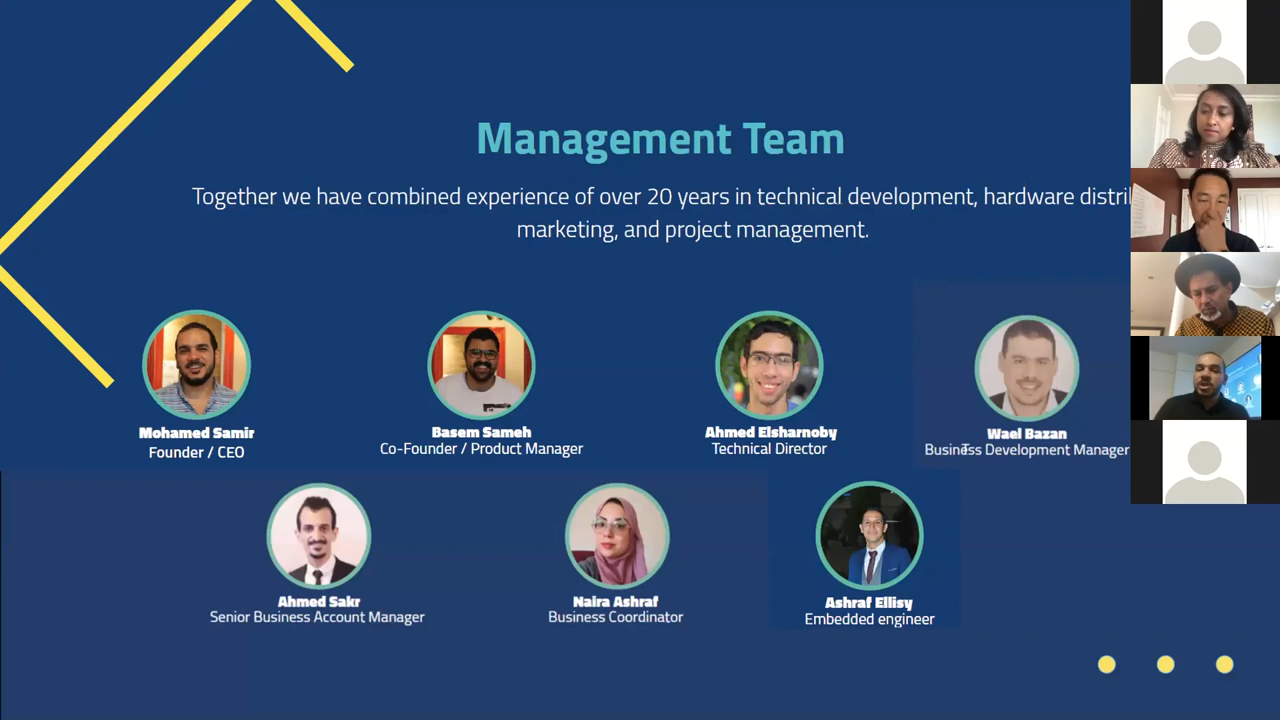 Management Team
Together we have combined experience of over 20 years in technical development, hardware
marketing, and project management.
Mohamed Samir
Founder / CEO
Basem Sameh
Co-Founder / Product Manager
Ahmed Elsharnoby
Technical Director
Wael Bazan
Business Development Manager
Ahmed Sakr
Senior Business Account Manager
Naira Ashraf
Business Coordinator
Ashraf Ellisy
Embedded engineer